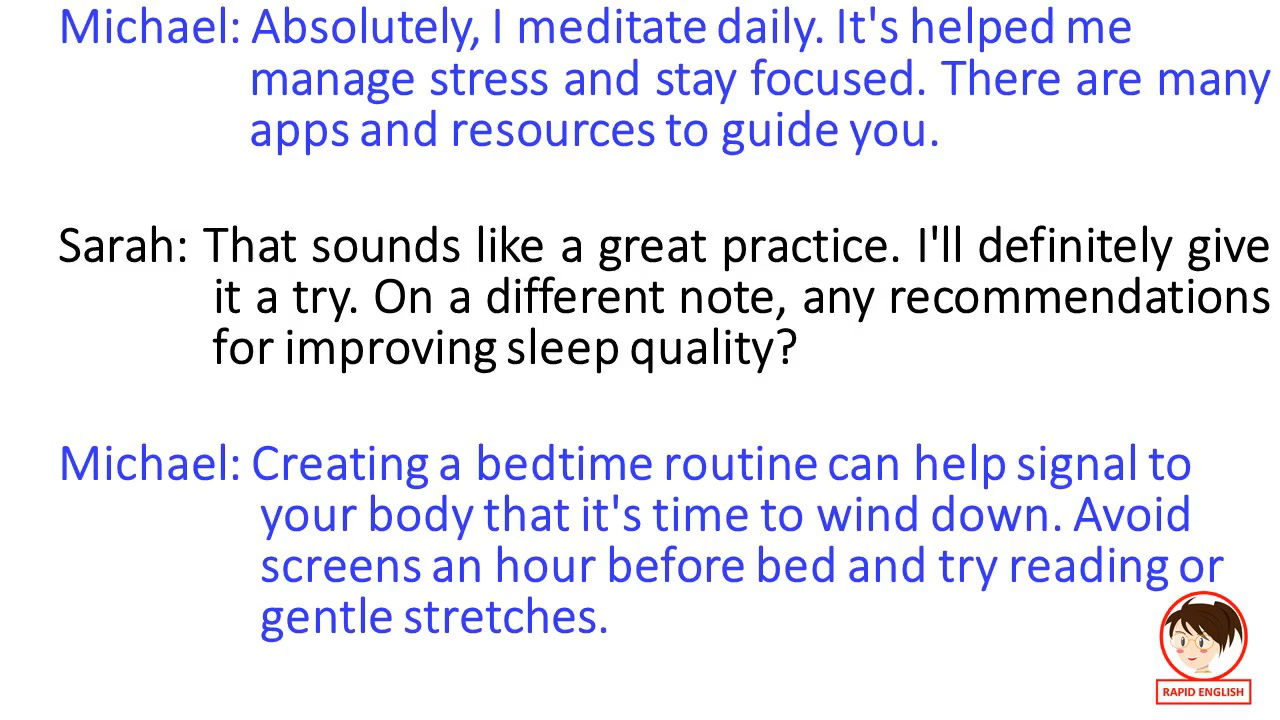 Michael: Absolutely, I meditate daily. It's helped me
manage stress and stay focused. There are many
apps and resources to guide you.
Sarah: That sounds like a great practice. I'll definitely give
it a try. On a different note, any recommendations
for improving sleep quality?
Michael: Creating a bedtime routine can help signal to
your body that it's time to wind down. Avoid
screens an hour before bed and try reading or
gentle stretches.
RAPID ENGLISH